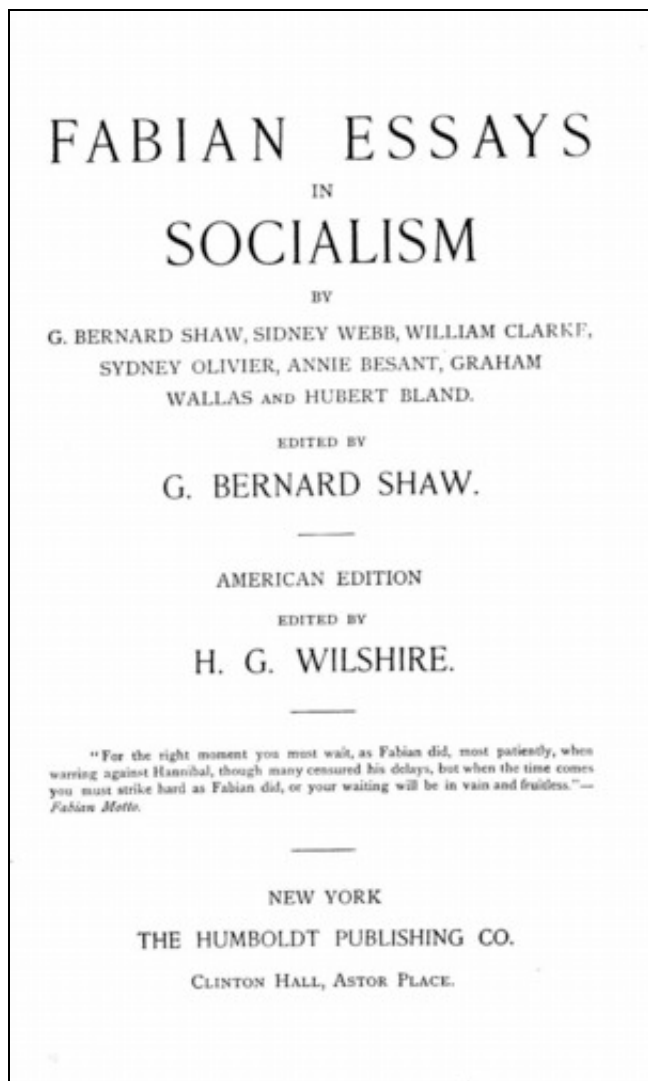 FABIAN ESSAYS
IN
SOCIALISM
BY
G. BERNARD SHAW, SIDNEY WEBB, WILLIAM CLARKE,
SYDNEY OLIVIER, ANNIE BESANT, GRAHAM
WALLAS AND HUBERT BLAND.
EDITED BY
G. BERNARD SHAW.
AMERICAN EDITION
EDITED BY
H. G. WILSHIRE.
"For the right moment you must wait, as Fabian did, most patiently, when
warring against Hannibal, though many censured his delays, but when the time comes
you must strike hard as Fabian did, or your waiting will be in vain and fruitless."—
Fabian Motto.
NEW YORK
THE HUMBOLDT PUBLISHING CO.
CLINTON HALL, ASTOR PLACE.